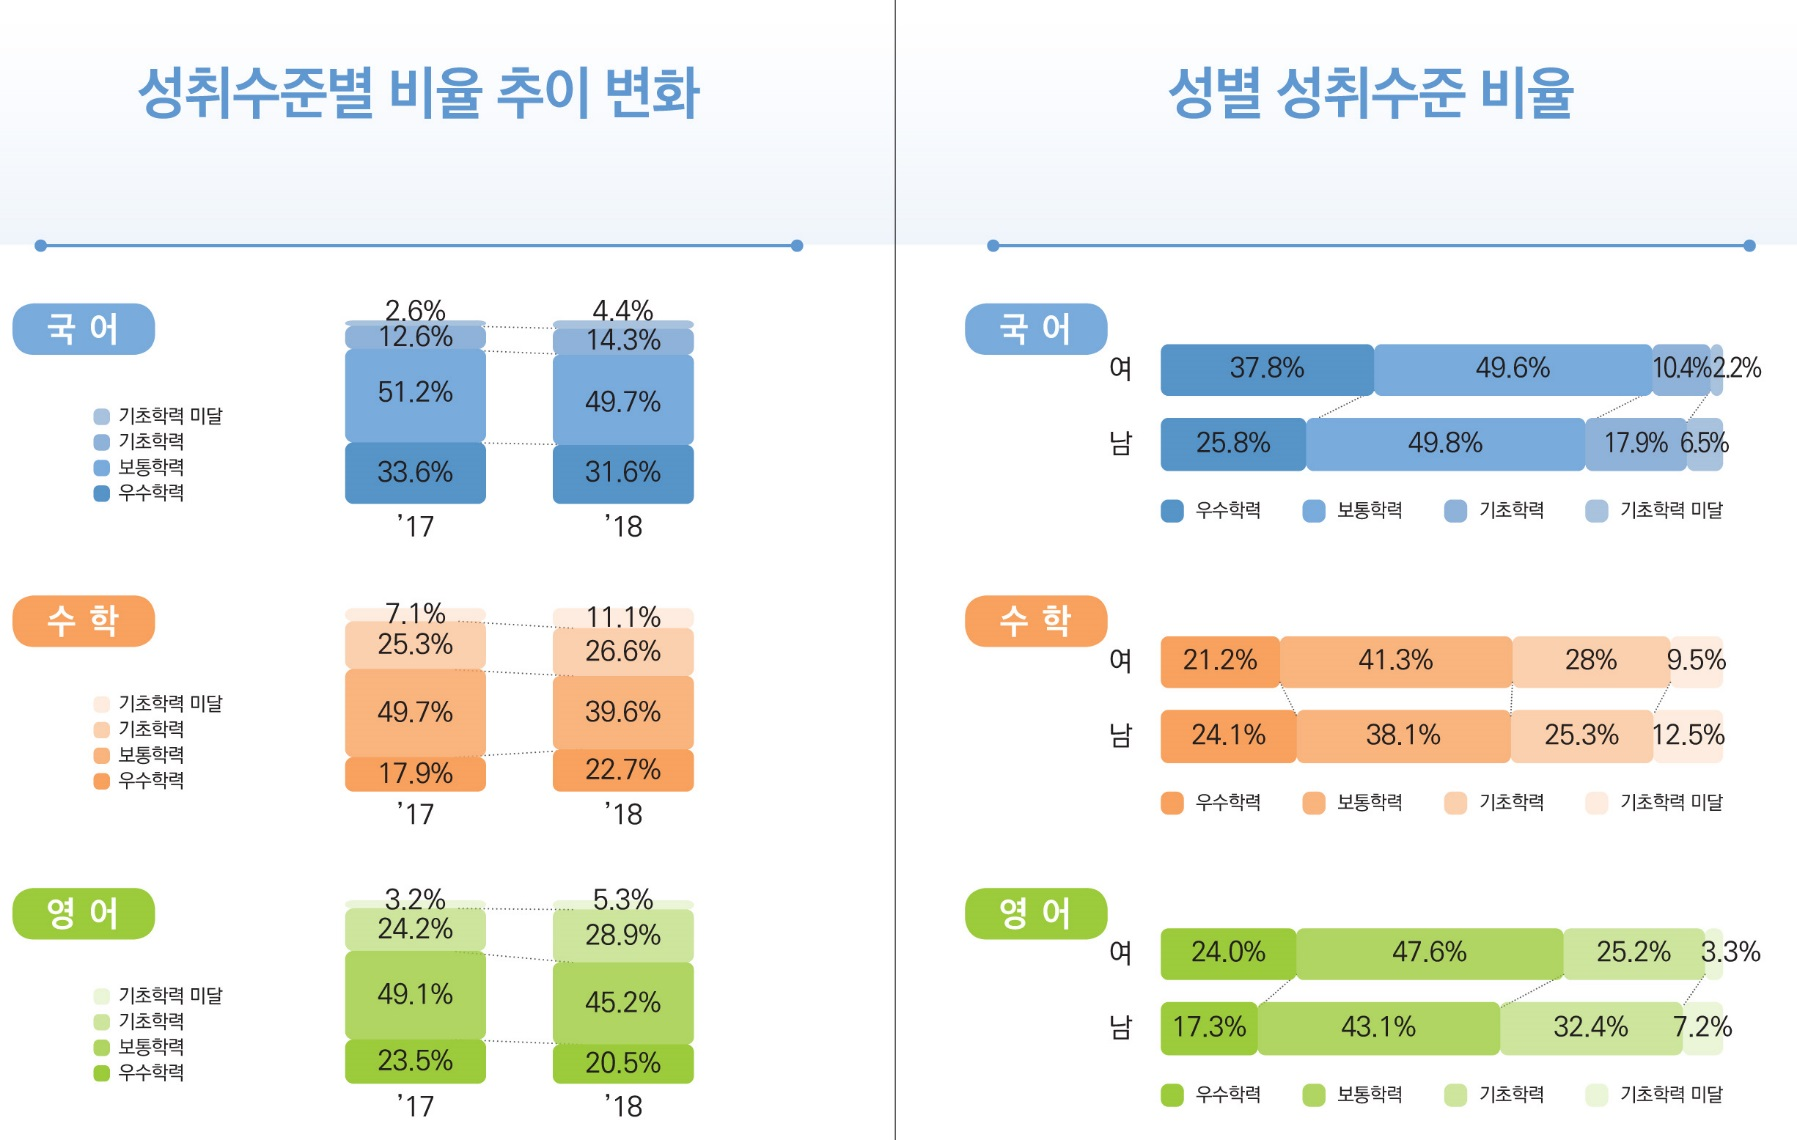 성취수준별 비율 추이 변화
국어
2.6%
4.4%
12.6%
14.3%
51.2%
49.7%
33.6%
31.6%
기초학력 미달
기초학력
보통학력
우수학력
'17
'18
수학
7.1%
11.1%
25.3%
26.6%
49.7%
39.6%
17.9%
22.7%
기초학력 미달
기초학력
보통학력
우수학력
'17
'18
영어
3.2%
5.3%
24.2%
28.9%
49.1%
45.2%
23.5%
20.5%
기초학력 미달
기초학력
보통학력
우수학력
'17
'18
성별 성취수준 비율
국어
여 37.8% 49.6% 10.4% 2.2%
남 25.8% 49.8% 17.9% 6.5%
우수학력 보통학력 기초학력 기초학력 미달
수학
여 21.2% 41.3% 28% 9.5%
남 24.1% 38.1% 25.3% 12.5%
우수학력 보통학력 기초학력 기초학력 미달
영어
여 24.0% 47.6% 25.2% 3.3%
남 17.3% 43.1% 32.4% 7.2%
우수학력 보통학력 기초학력 기초학력 미달